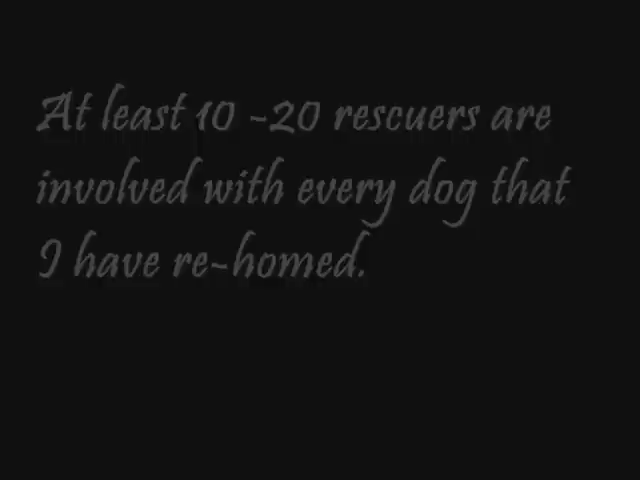 At least 10 -20 rescuers are
involved with every dog that
I have re-homed.